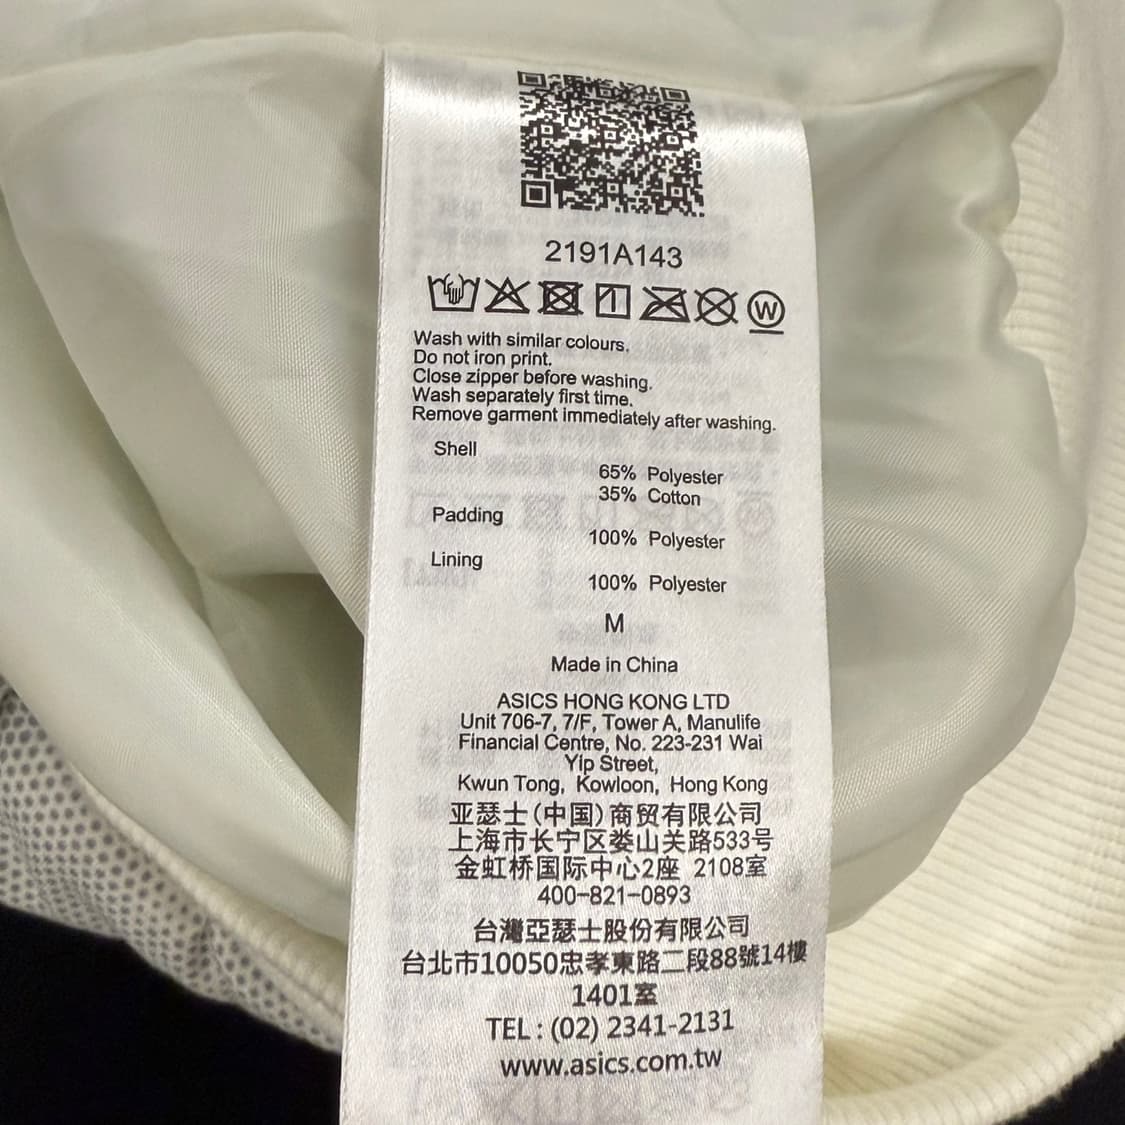 2191A143
W
Wash with similar colours.
Do not iron print.
Close zipper before washing.
Wash separately first time.
Remove garment immediately after washing.
Shell
65% Polyester
35% Cotton
Padding
100% Polyester
Lining
100% Polyester
M
Made in China
ASICS HONG KONG LTD
Unit 706-7, 7/F, Tower A, Manulife
Financial Centre, No. 223-231 Wai
Yip Street,
Kwun Tong, Kowloon, Hong Kong
亚瑟士(中国)商贸有限公司
上海市长宁区娄山关路533号
金虹桥国际中心2座 2108室
400-821-0893
台灣亞瑟士股份有限公司
台北市10050忠孝東路二段88號14樓
1401室
TEL : (02) 2341-2131
www.asics.com.tw